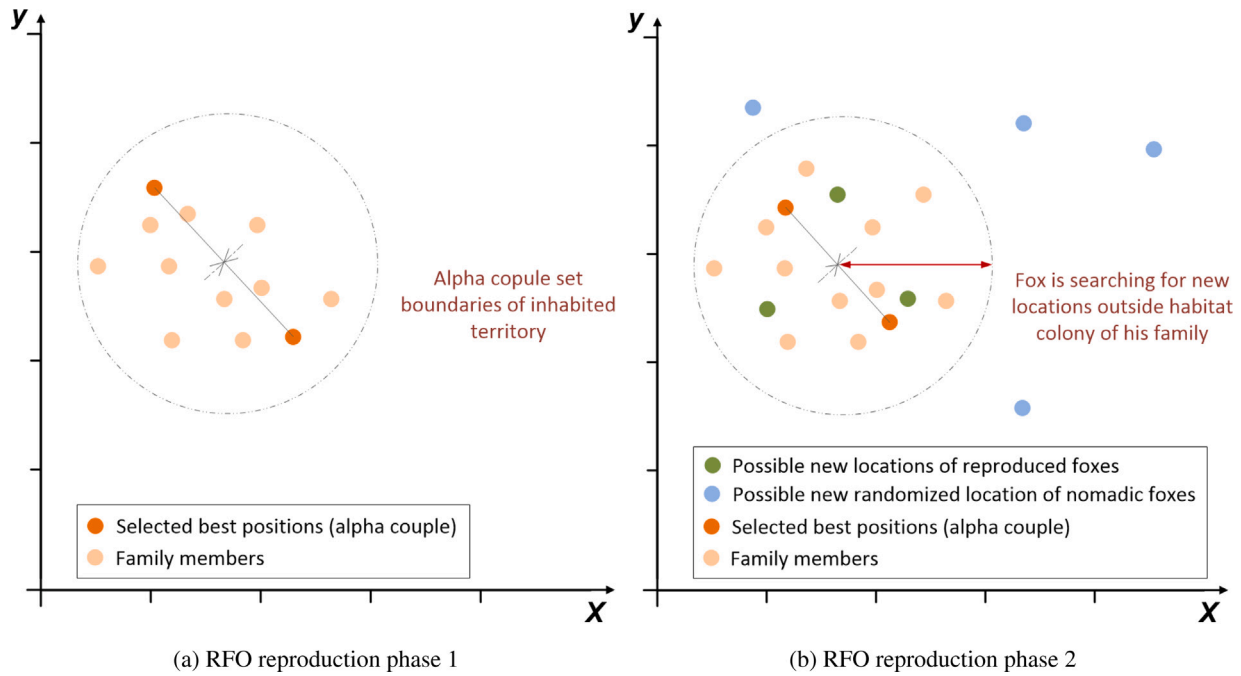 y
Alpha copule set
boundaries of inhabited
territory
Selected best positions (alpha couple)
Family members
X
(a) RFO reproduction phase 1
y
Fox is searching for new
locations outside habitat
colony of his family
Possible new locations of reproduced foxes
Possible new randomized location of nomadic foxes
Selected best positions (alpha couple)
Family members
X
(b) RFO reproduction phase 2